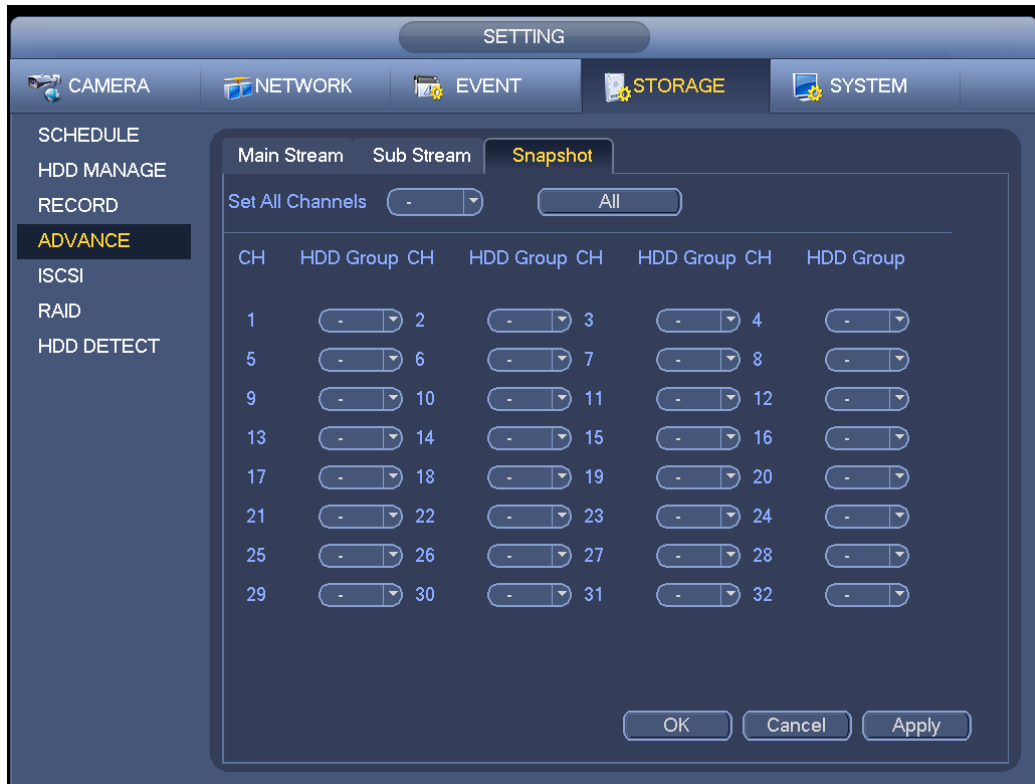 SETTING
CAMERA NETWORK EVENT STORAGE SYSTEM
SCHEDULE
HDD MANAGE
RECORD
ADVANCE
ISCSI
RAID
HDD DETECT
Main Stream Sub Stream Snapshot
Set All Channels - All
CH HDD Group CH HDD Group CH HDD Group CH HDD Group
1 - 2 - 3 - 4 -
5 - 6 - 7 - 8 -
9 - 10 - 11 - 12 -
13 - 14 - 15 - 16 -
17 - 18 - 19 - 20 -
21 - 22 - 23 - 24 -
25 - 26 - 27 - 28 -
29 - 30 - 31 - 32 -
OK Cancel Apply